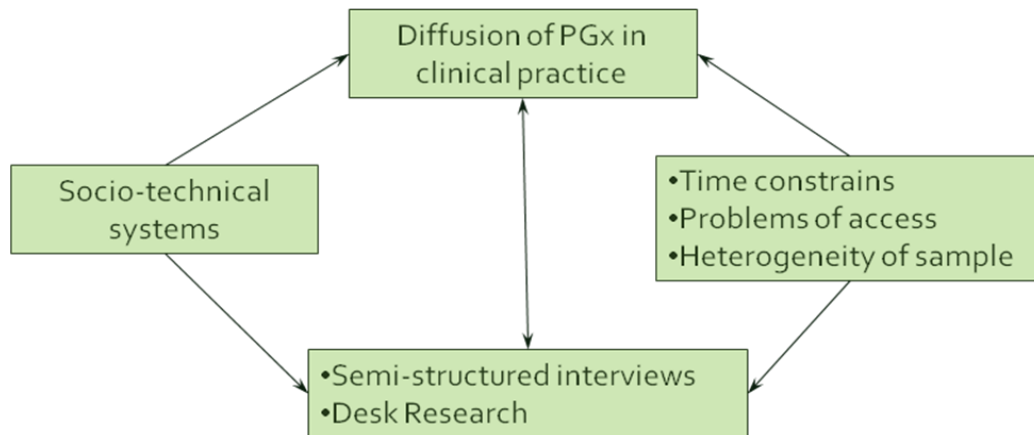 Diffusion of PGx in
clinical practice
Socio-technical
systems
•Time constrains
•Problems of access
•Heterogeneity of sample
•Semi-structured interviews
•Desk Research